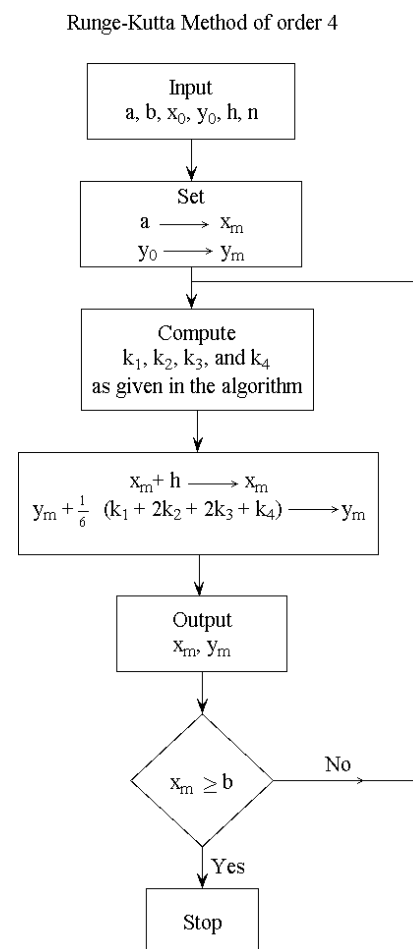 Runge-Kutta Method of order 4
Input
a, b, x₀, y₀, h, n
Set
a ⟶ xₘ
y₀ ⟶ yₘ
Compute
k₁, k₂, k₃, and k₄
as given in the algorithm
xₘ+ h ⟶ xₘ
yₘ + 1/6 (k₁ + 2k₂ + 2k₃ + k₄) ⟶ yₘ
Output
xₘ, yₘ
xₘ ≥ b
No
Yes
Stop